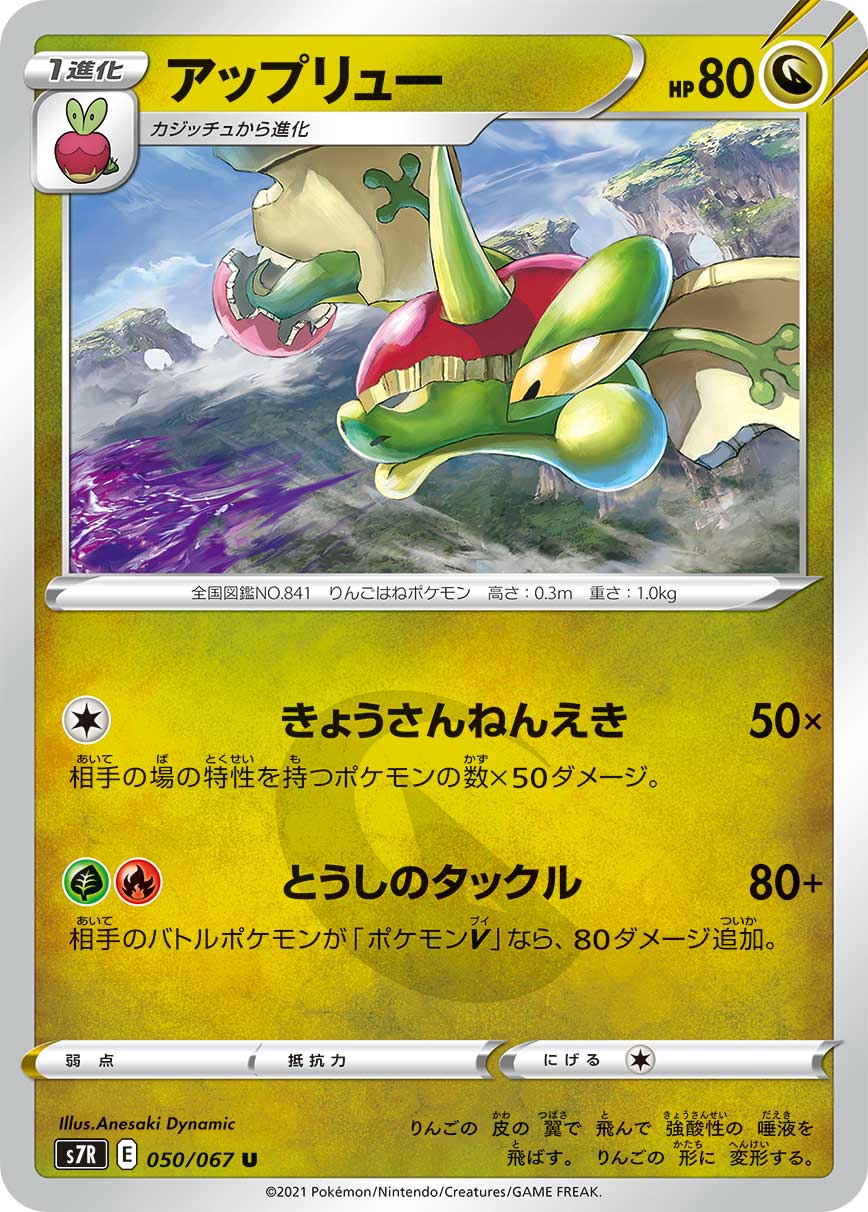 1進化
アップリュー
HP80
カジッチュから進化
全国図鑑NO.841 りんごはねポケモン 高さ:0.3m 重さ:1.0kg
きょうさんねんえき 50×
相手の場の特性を持つポケモンの数×50ダメージ。
とうしのタックル 80+
相手のバトルポケモンが「ポケモンV」なら、80ダメージ追加。
弱点 抵抗力 にげる
Illus.Anesaki Dynamic
りんごの 皮の 翼で 飛んで 強酸性の 唾液を
飛ばす。 りんごの 形に 変形する。
s7R E 050/067 U
©2021 Pokémon/Nintendo/Creatures/GAME FREAK.